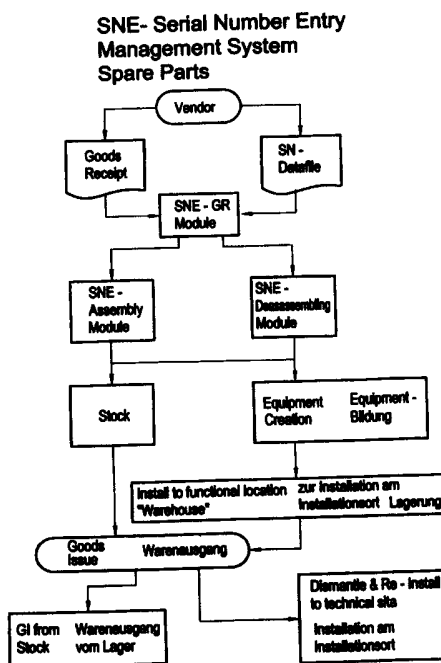 SNE- Serial Number Entry
Management System
Spare Parts
Vendor
Goods
Receipt
SN -
Datafile
SNE - GR
Module
SNE -
Assembly
Module
SNE -
Deassassembling
Module
Stock
Equipment Equipment -
Creation Bildung
Install to functional location zur Installation am
"Warehouse" Installationsort Lagerung
Goods Warenausgang
Issue
GI from Warenausgang
Stock vom Lager
Dismantle & Re - Install
to technical sits
Installation am
Installationsort